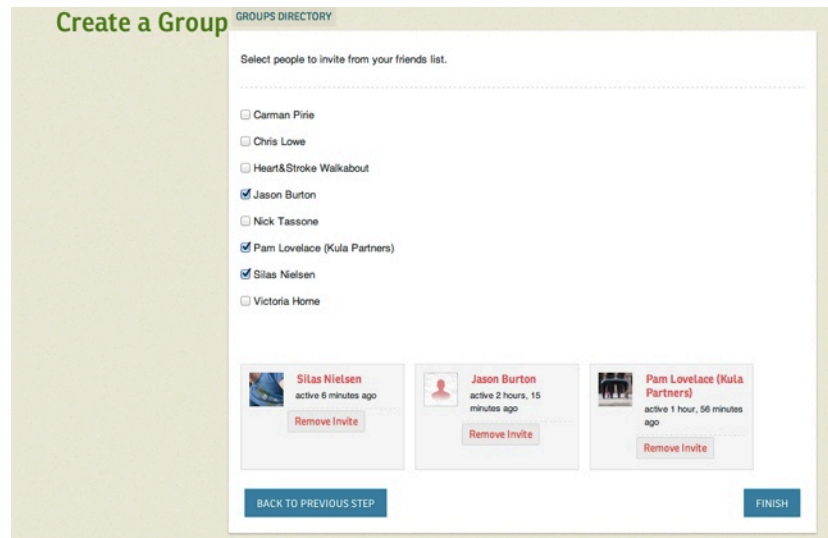 Create a Group
GROUPS DIRECTORY
Select people to invite from your friends list.
Carman Pirie
Chris Lowe
Heart&Stroke Walkabout
Jason Burton
Nick Tassone
Pam Lovelace (Kula Partners)
Silas Nielsen
Victoria Horne
Silas Nielsen
active 6 minutes ago
Remove Invite
Jason Burton
active 2 hours, 15
minutes ago
Remove Invite
Pam Lovelace (Kula
Partners)
active 1 hour, 56 minutes
ago
Remove Invite
BACK TO PREVIOUS STEP
FINISH